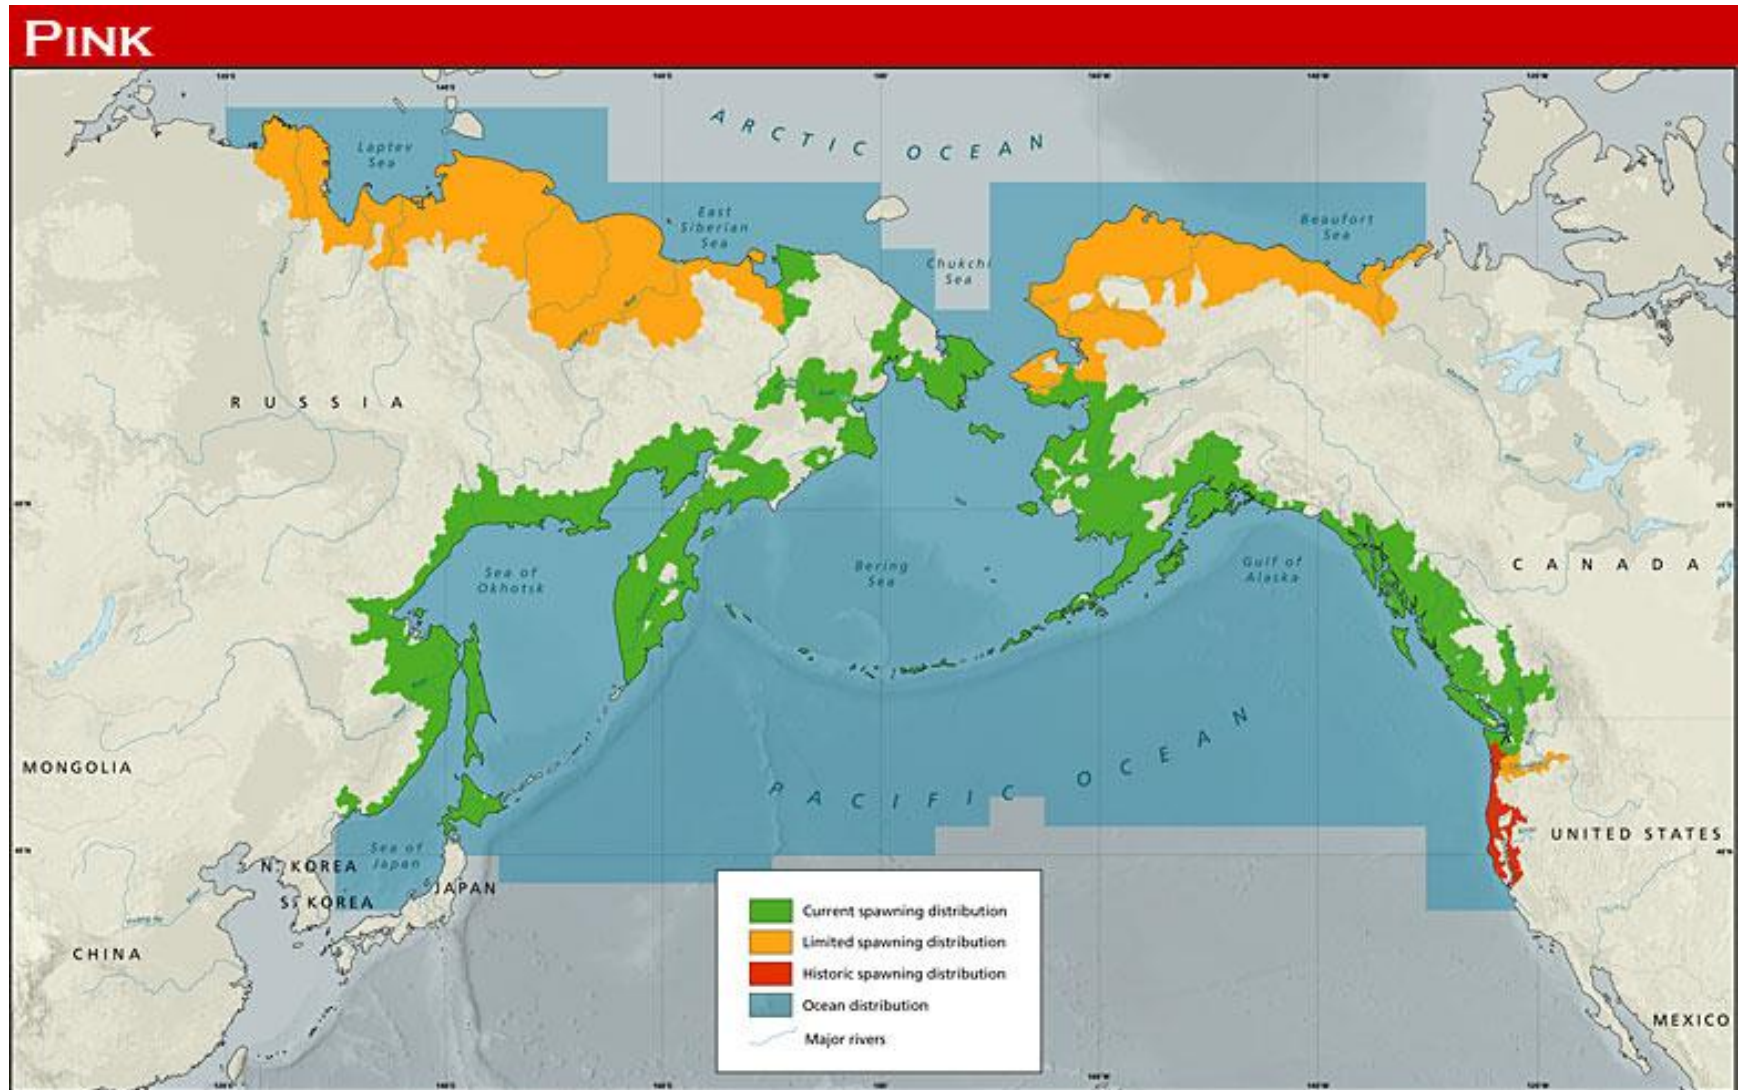 PINK
ARCTIC OCEAN
Laptev
Sea
East
Siberian
Sea
Chukchi
Sea
Beaufort
Sea
RUSSIA
CANADA
Sea of
Okhotsk
Bering
Sea
Gulf of
Alaska
MONGOLIA
PACIFIC OCEAN
UNITED STATES
Sea of
Japan
N. KOREA
S. KOREA
JAPAN
CHINA
MEXICO
Current spawning distribution
Limited spawning distribution
Historic spawning distribution
Ocean distribution
Major rivers